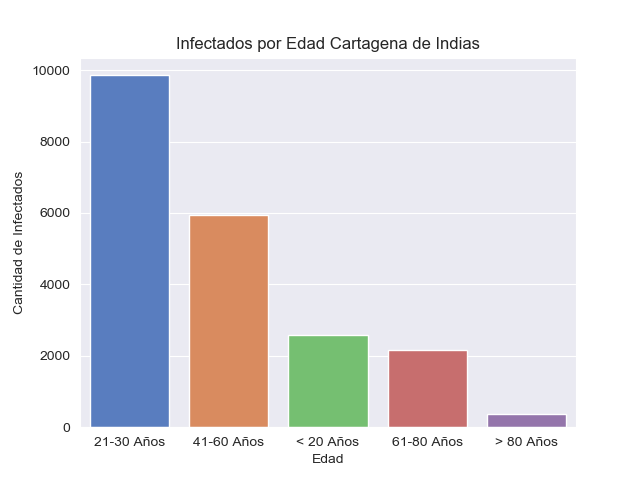 Infectados por Edad Cartagena de Indias
Cantidad de Infectados
10000
8000
6000
4000
2000
0
21-30 Años 41-60 Años < 20 Años 61-80 Años > 80 Años
Edad